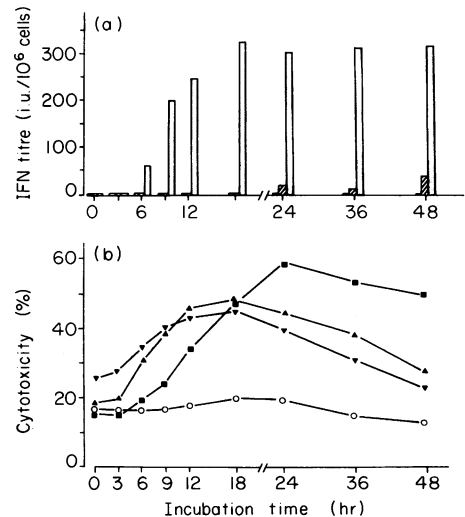 (a)
IFN titre (i.u./10⁶ cells)
300
200
100
0
0 6 12 24 36 48
(b)
Cytotoxicity (%)
60
40
20
0
0 3 6 9 12 18 24 36 48
Incubation time (hr)